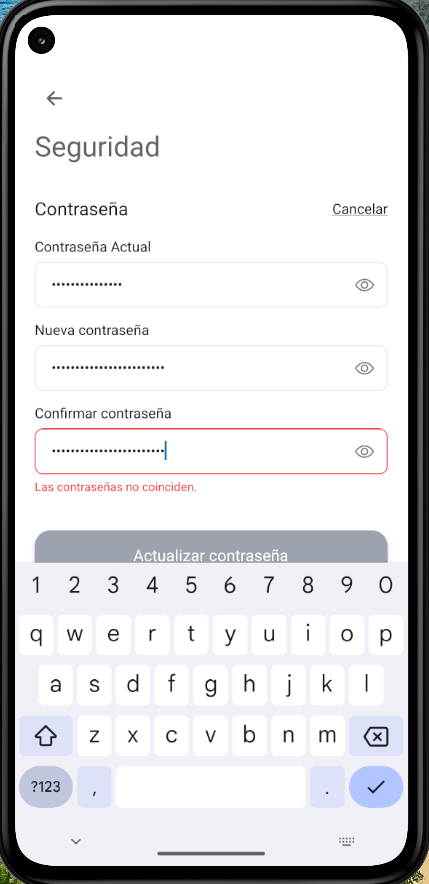 Seguridad
Contraseña Cancelar
Contraseña Actual
•••••••••••••••
Nueva contraseña
••••••••••••••••••••••••
Confirmar contraseña
••••••••••••••••••••••••
Las contraseñas no coinciden.
Actualizar contraseña
1 2 3 4 5 6 7 8 9 0
q w e r t y u i o p
a s d f g h j k l
z x c v b n m
?123 , .